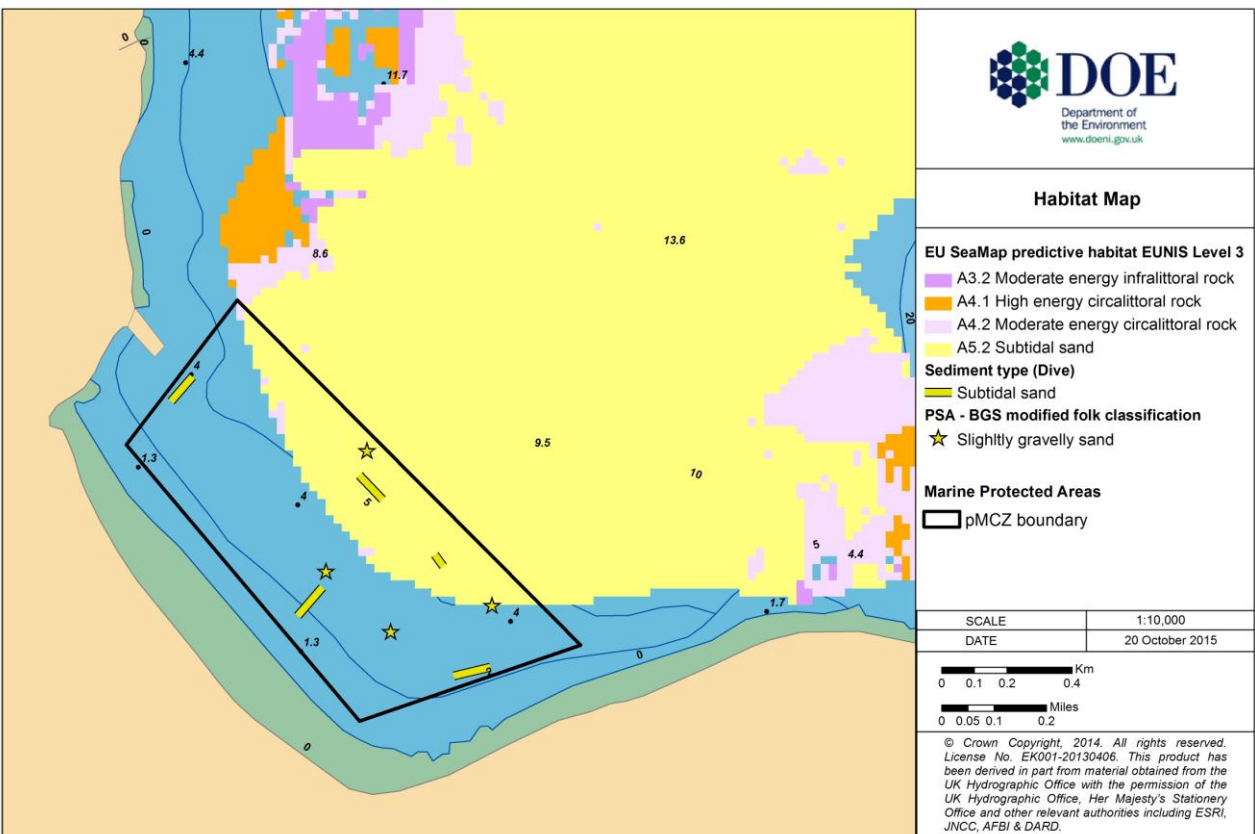 0
0
4.4
11.7
0
8.6
13.6
20
4
1.3
9.5
10
4
5
5
4.4
4
1.7
1.3
2
0
0
DOE
Department of
the Environment
www.doeni.gov.uk
Habitat Map
EU SeaMap predictive habitat EUNIS Level 3
A3.2 Moderate energy infralittoral rock
A4.1 High energy circalittoral rock
A4.2 Moderate energy circalittoral rock
A5.2 Subtidal sand
Sediment type (Dive)
Subtidal sand
PSA - BGS modified folk classification
Slighltly gravelly sand
Marine Protected Areas
pMCZ boundary
SCALE 1:10,000
DATE 20 October 2015
Km
0 0.1 0.2 0.4
Miles
0 0.05 0.1 0.2
© Crown Copyright, 2014. All rights reserved.
License No. EK001-20130406. This product has
been derived in part from material obtained from the
UK Hydrographic Office with the permission of the
UK Hydrographic Office, Her Majesty's Stationery
Office and other relevant authorities including ESRI,
JNCC, AFBI & DARD.